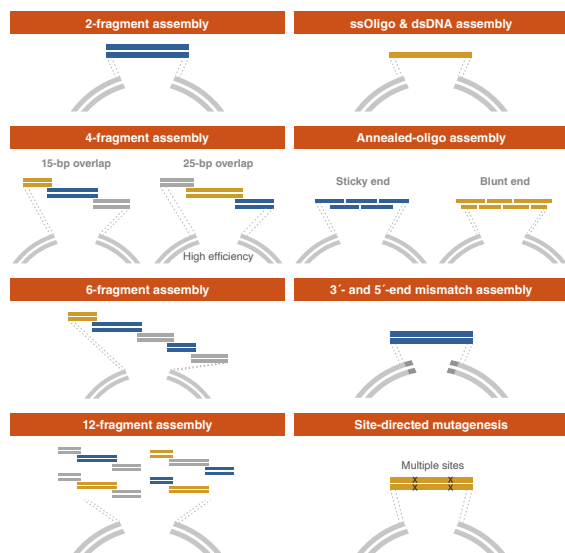 2-fragment assembly
ssOligo & dsDNA assembly
4-fragment assembly
15-bp overlap
25-bp overlap
High efficiency
Annealed-oligo assembly
Sticky end
Blunt end
6-fragment assembly
3´- and 5´-end mismatch assembly
12-fragment assembly
Site-directed mutagenesis
Multiple sites
x x
x x